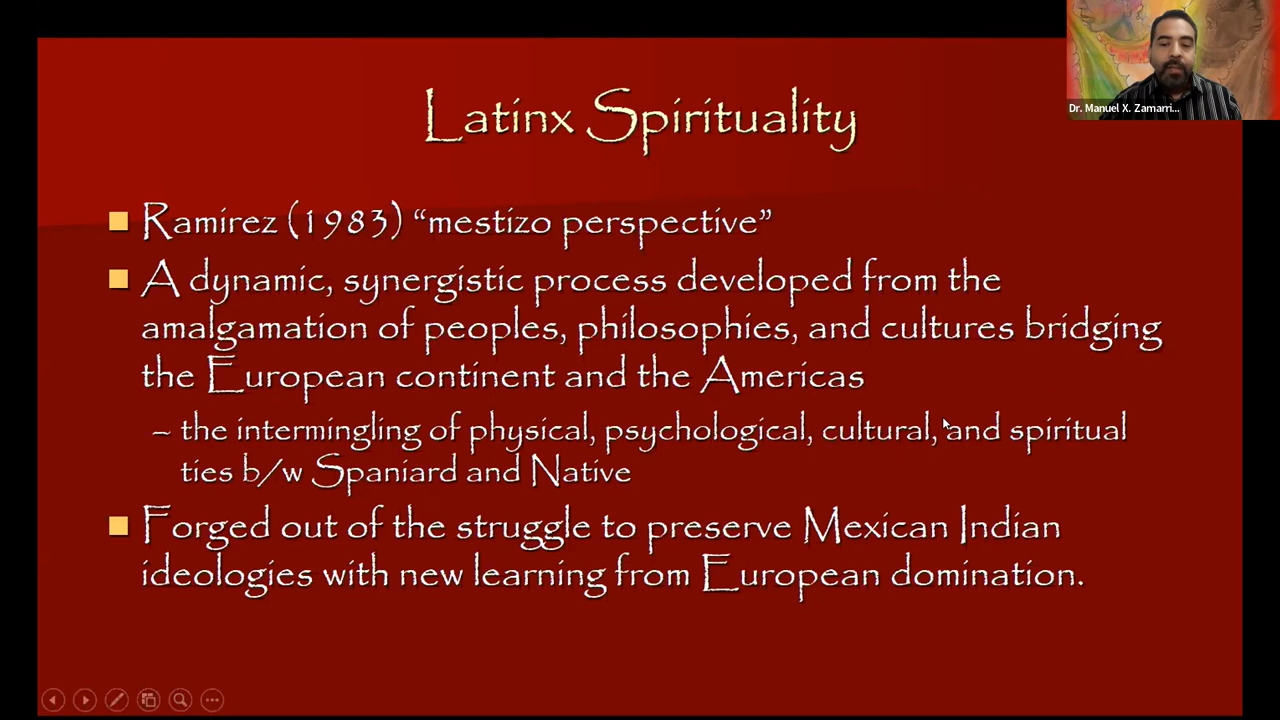 Dr. Manuel X. Zamarri...
Latinx Spirituality
Ramirez (1983) “mestizo perspective”
A dynamic, synergistic process developed from the
amalgamation of peoples, philosophies, and cultures bridging
the European continent and the Americas
– the intermingling of physical, psychological, cultural, and spiritual
ties b/w Spaniard and Native
Forged out of the struggle to preserve Mexican Indian
ideologies with new learning from European domination.